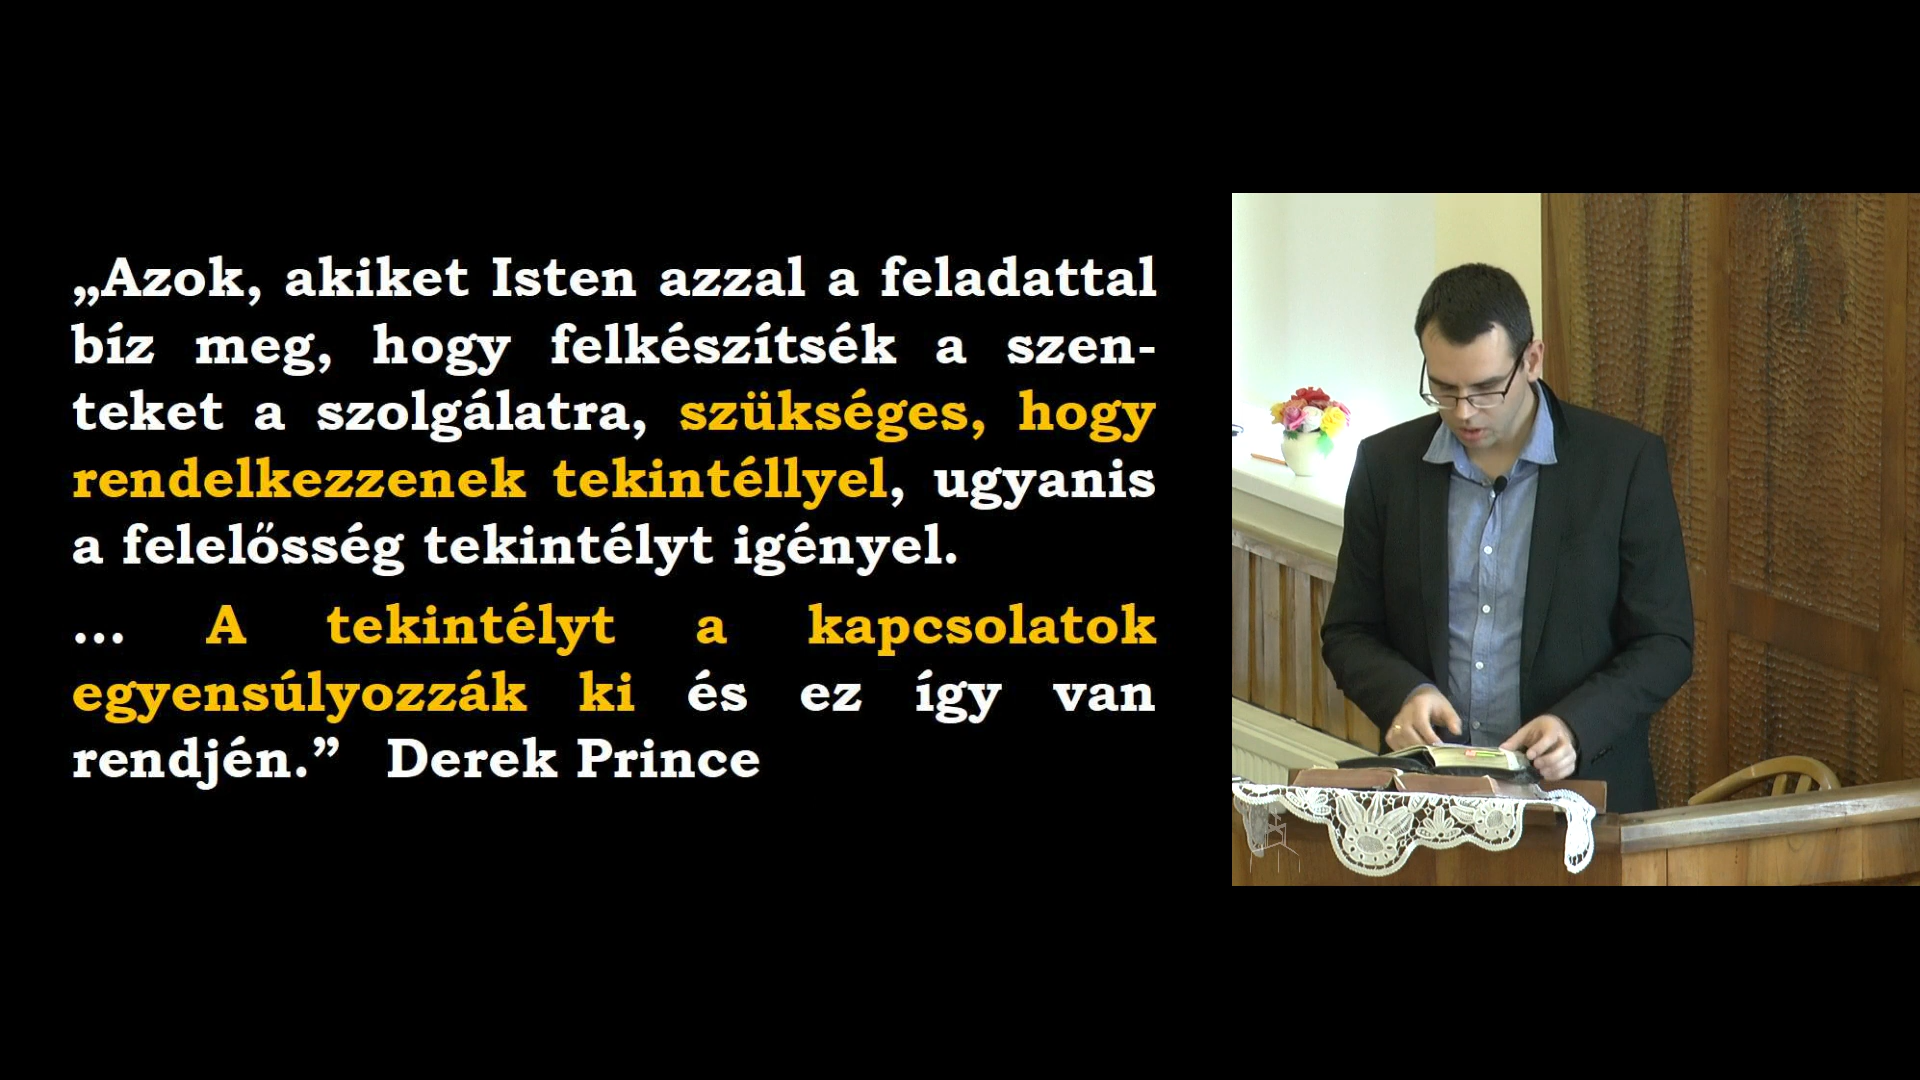 „Azok, akiket Isten azzal a feladattal
bíz meg, hogy felkészítsék a szen-
teket a szolgálatra, szükséges, hogy
rendelkezzenek tekintéllyel, ugyanis
a felelősség tekintélyt igényel.
... A tekintélyt a kapcsolatok
egyensúlyozzák ki és ez így van
rendjén.” Derek Prince